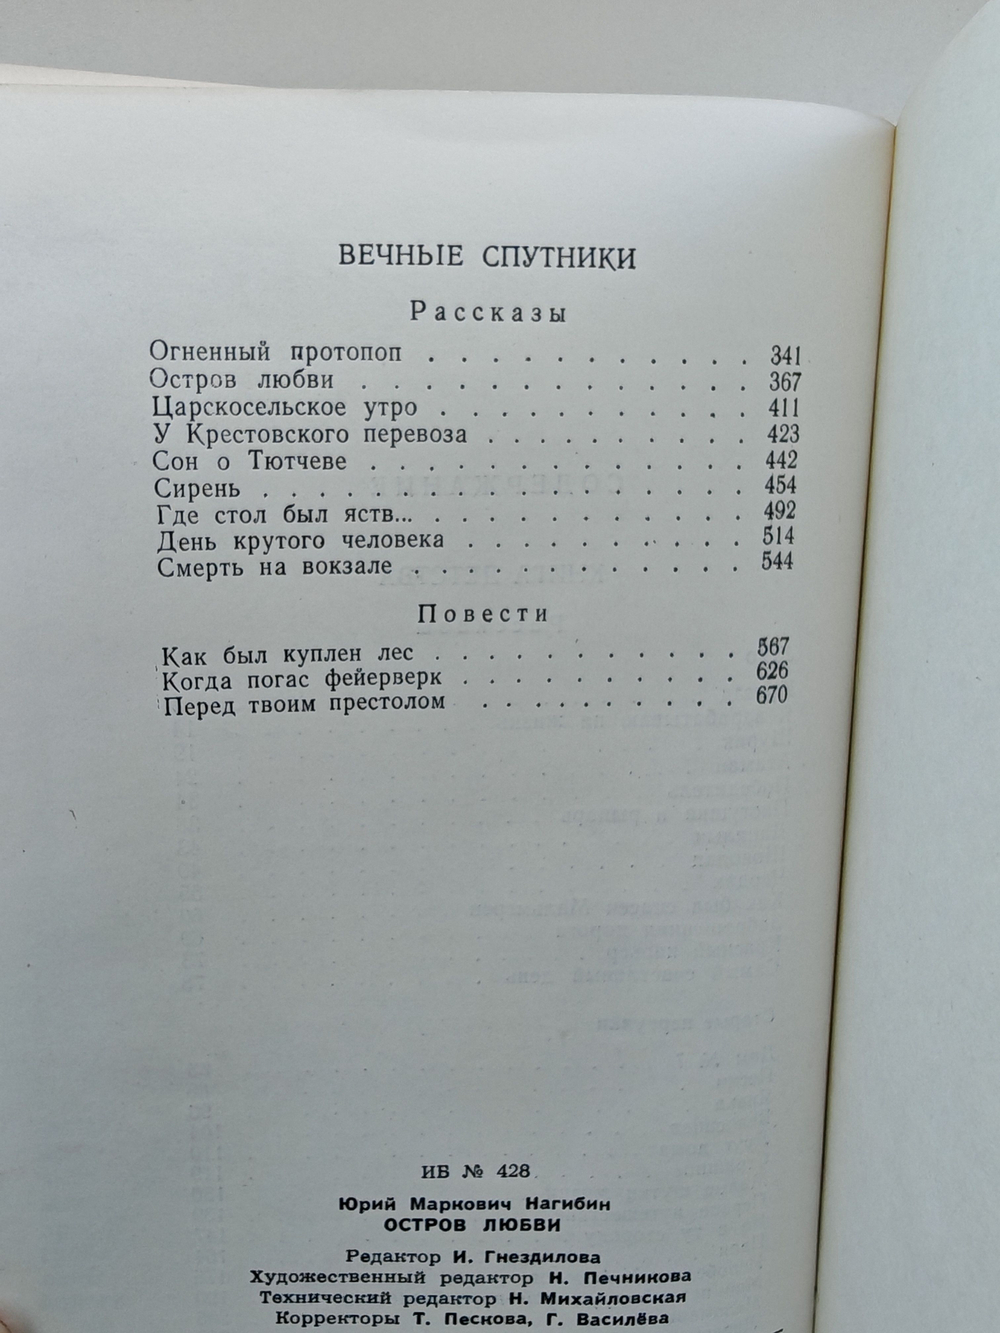 ВЕЧНЫЕ СПУТНИКИ
Рассказы
Огненный протопоп . . . . . . . . . . . 341
Остров любви . . . . . . . . . . . . . 367
Царскосельское утро . . . . . . . . . . 411
У Крестовского перевоза . . . . . . . . . 423
Сон о Тютчеве . . . . . . . . . . . . 442
Сирень . . . . . . . . . . . . . . . . 454
Где стол был яств... . . . . . . . . . . . 492
День крутого человека . . . . . . . . . . 514
Смерть на вокзале . . . . . . . . . . . 544
Повести
Как был куплен лес . . . . . . . . . . . 567
Когда погас фейерверк . . . . . . . . . . 626
Перед твоим престолом . . . . . . . . . 670
ИБ № 428
Юрий Маркович Нагибин
ОСТРОВ ЛЮБВИ
Редактор И. Гнездилова
Художественный редактор Н. Печникова
Технический редактор Н. Михайловская
Корректоры Т. Пескова, Г. Василёва